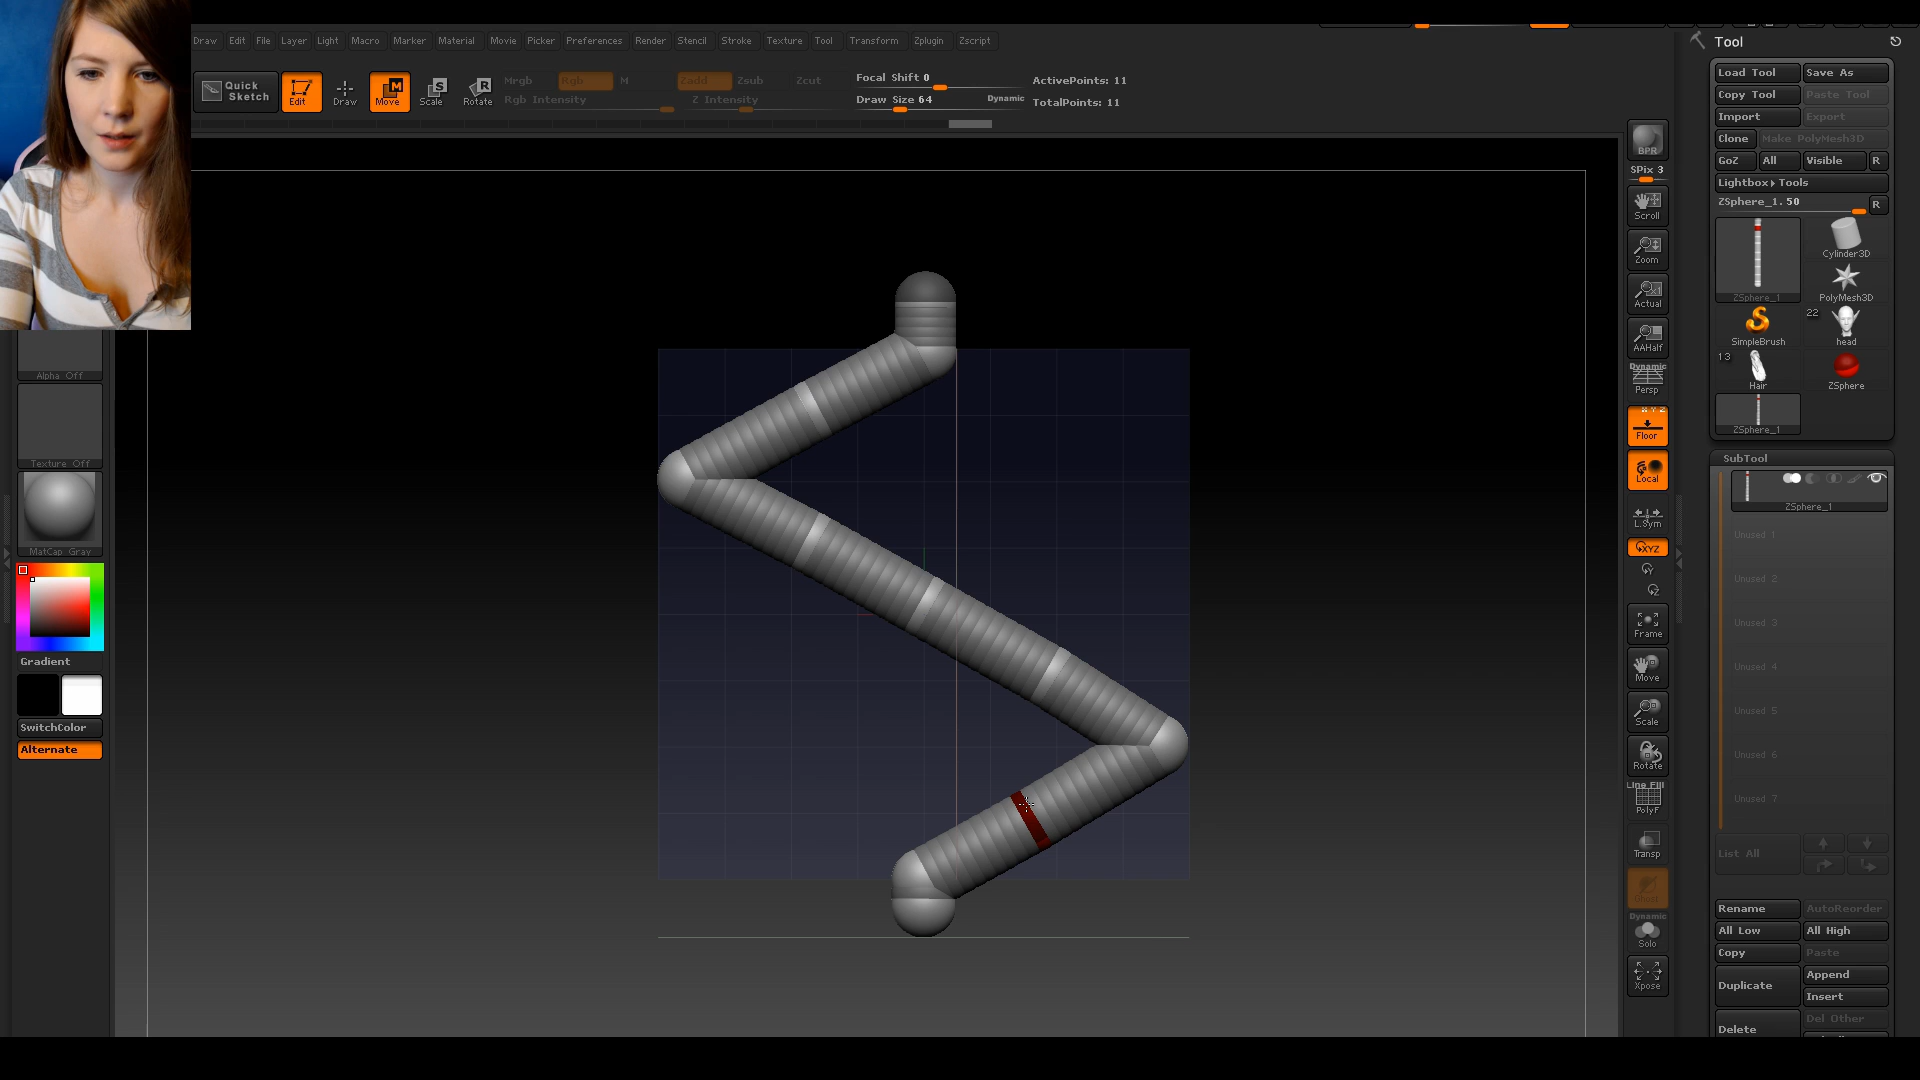 Draw Edit File Layer Light Macro Marker Material Movie Picker Preferences Render Stencil Stroke Texture Tool Transform Zplugin Zscript
Quick Sketch
Edit
Draw
M
Move
S
Scale
R
Rotate
Mrgb Rgb M
Rgb Intensity
Zadd Zsub Zcut
Z Intensity
Focal Shift 0
Draw Size 64
Dynamic
ActivePoints: 11
TotalPoints: 11
Alpha Off
Texture Off
MatCap Gray
Gradient
SwitchColor
Alternate
BPR
SPix 3
Scroll
Zoom
Actual
AAHalf
Dynamic
Persp
X Y Z
Floor
Local
L.Sym
XYZ
Y
Z
Frame
Move
Scale
Rotate
Line Fill
PolyF
Transp
Ghost
Dynamic
Solo
Xpose
Tool
Load Tool Save As
Copy Tool Paste Tool
Import Export
Clone Make PolyMesh3D
GoZ All Visible R
Lightbox▸Tools
ZSphere_1. 50 R
ZSphere_1
Cylinder3D
PolyMesh3D
SimpleBrush
22
head
13
Hair
ZSphere
ZSphere_1
SubTool
ZSphere_1
Unused 1
Unused 2
Unused 3
Unused 4
Unused 5
Unused 6
Unused 7
List All
Rename AutoReorder
All Low All High
Copy Paste
Duplicate
Append
Insert
Delete
Del Other